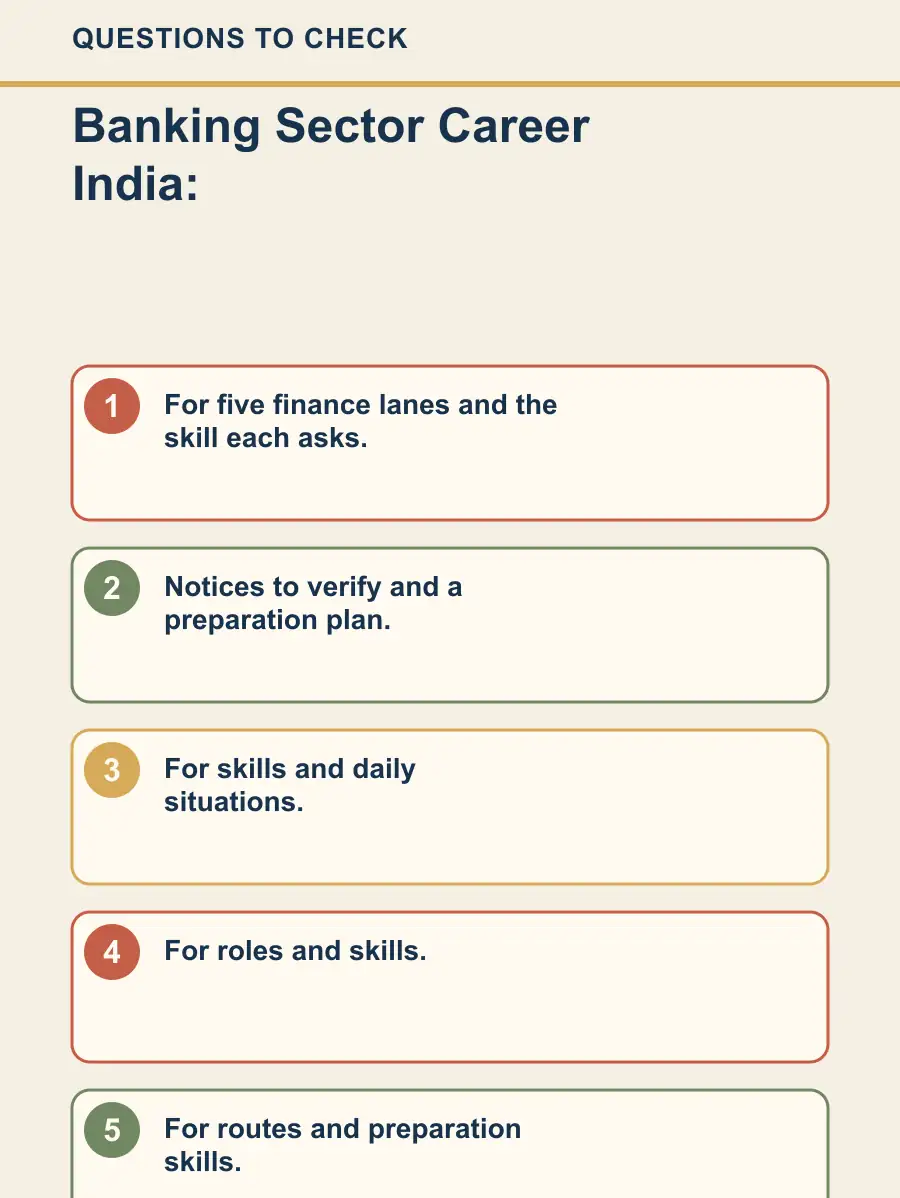 QUESTIONS TO CHECK
Banking Sector Career
India:
1
For five finance lanes and the
skill each asks.
2
Notices to verify and a
preparation plan.
3
For skills and daily
situations.
4
For roles and skills.
5
For routes and preparation
skills.